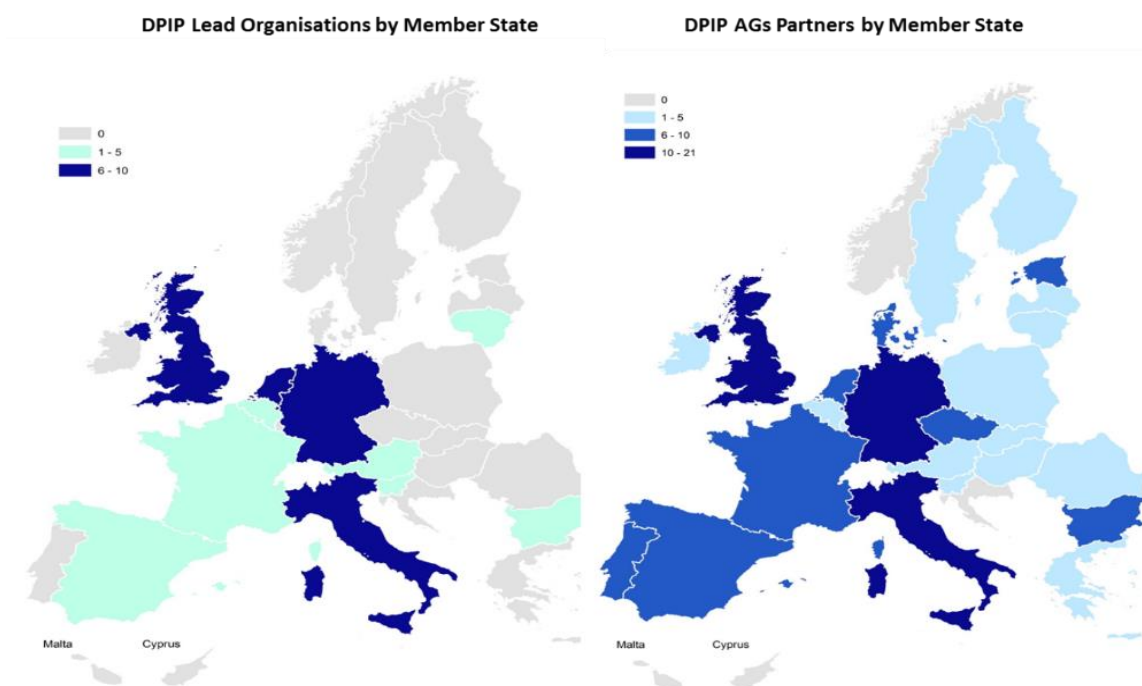 DPIP Lead Organisations by Member State
0
1 - 5
6 - 10
Malta
Cyprus
DPIP AGs Partners by Member State
0
1 - 5
6 - 10
10 - 21
Malta
Cyprus